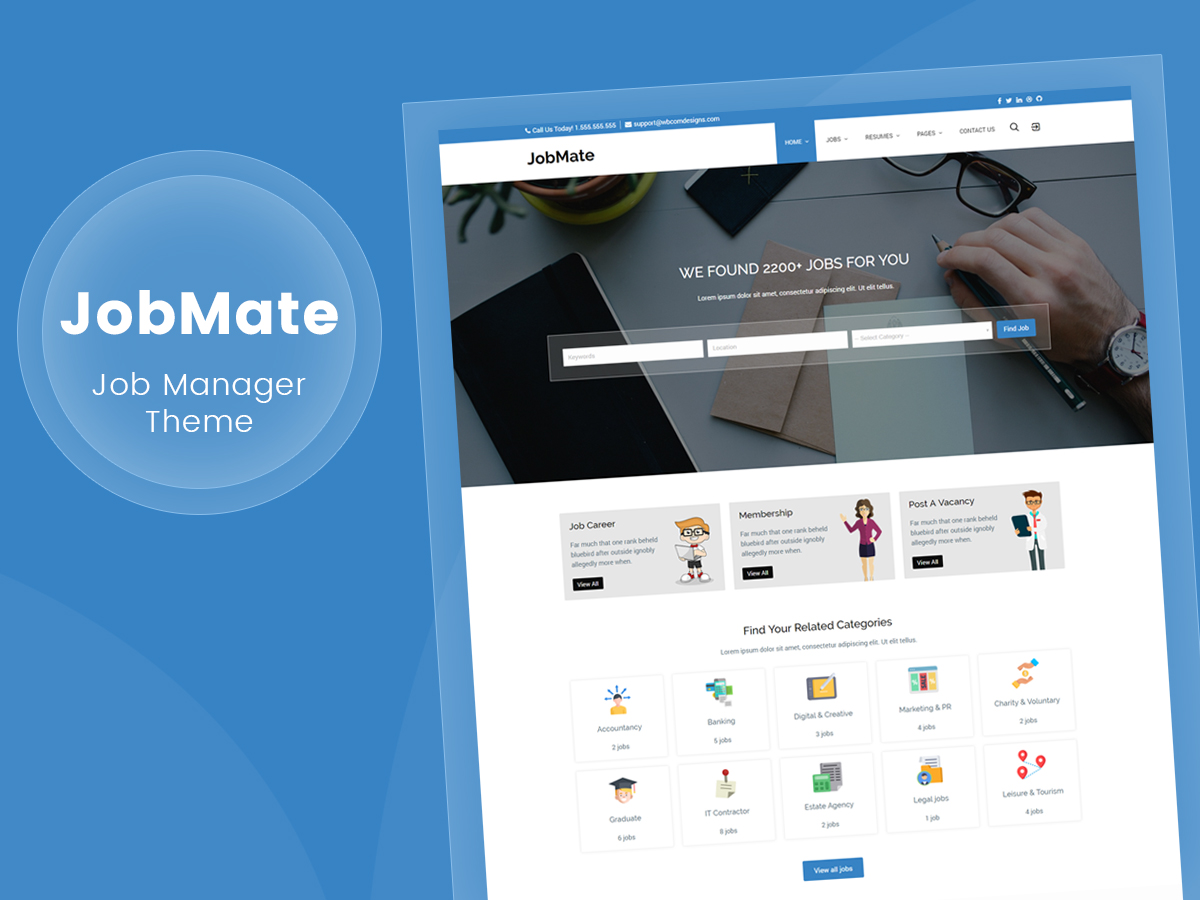 JobMate
Job Manager
Theme
Call Us Today! 1.555.555.555
support@wbcomdesigns.com
JobMate
HOME
JOBS
RESUMES
PAGES
CONTACT US
WE FOUND 2200+ JOBS FOR YOU
Lorem ipsum dolor sit amet, consectetur adipiscing elit. Ut elit tellus.
Keywords
Location
-- Select Category --
Find Job
Job Career
Far much that one rank beheld
bluebird after outside ignobly
allegedly more when.
View All
Membership
Far much that one rank beheld
bluebird after outside ignobly
allegedly more when.
View All
Post A Vacancy
Far much that one rank beheld
bluebird after outside ignobly
allegedly more when.
View All
Find Your Related Categories
Lorem ipsum dolor sit amet, consectetur adipiscing elit. Ut elit tellus.
Accountancy
2 jobs
Banking
5 jobs
Digital & Creative
3 jobs
Marketing & PR
4 jobs
Charity & Voluntary
2 jobs
Graduate
6 jobs
IT Contractor
8 jobs
Estate Agency
2 jobs
Legal jobs
1 job
Leisure & Tourism
4 jobs
View all jobs